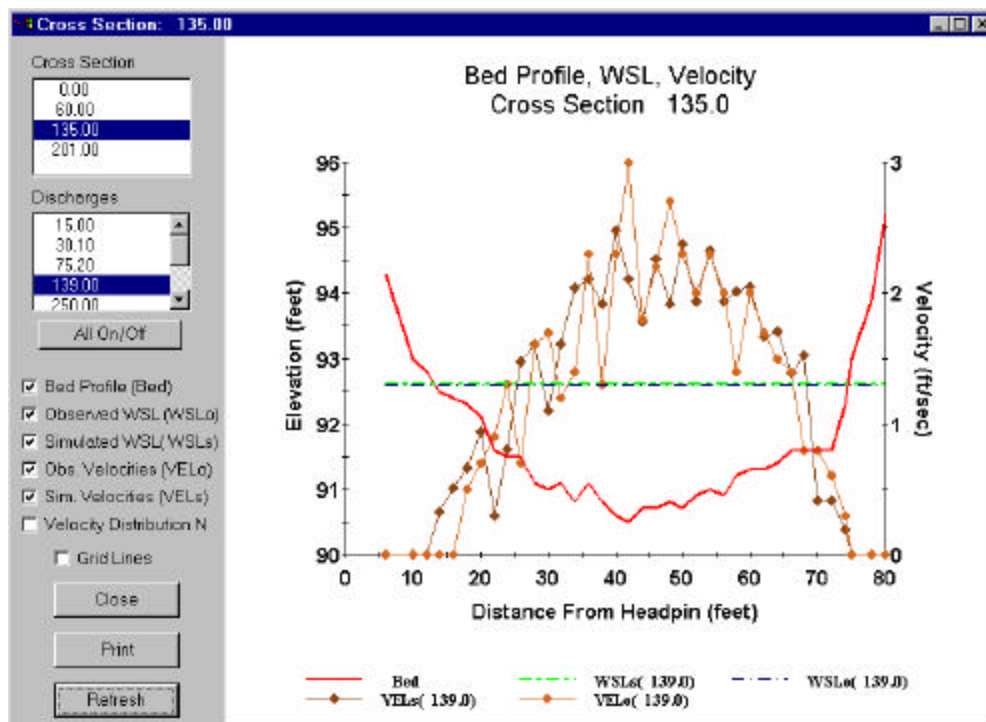 Cross Section: 135.00
Cross Section
0.00
60.00
135.00
201.00
Discharges
15.00
30.10
75.20
139.00
250.00
All On/Off
Bed Profile (Bed)
Observed WSL (WSLo)
Simulated WSL( WSLs)
Obs. Velocities (VELo)
Sim. Velocities (VELs)
Velocity Distribution N
Grid Lines
Close
Print
Refresh
Bed Profile, WSL, Velocity
Cross Section 135.0
Elevation (feet)
96
95
94
93
92
91
90
3
2
1
0
Velocity (ft/sec)
0 10 20 30 40 50 60 70 80
Distance From Headpin (feet)
Bed WSLs( 139.0) WSLo( 139.0)
VELs( 139.0) VELo( 139.0)